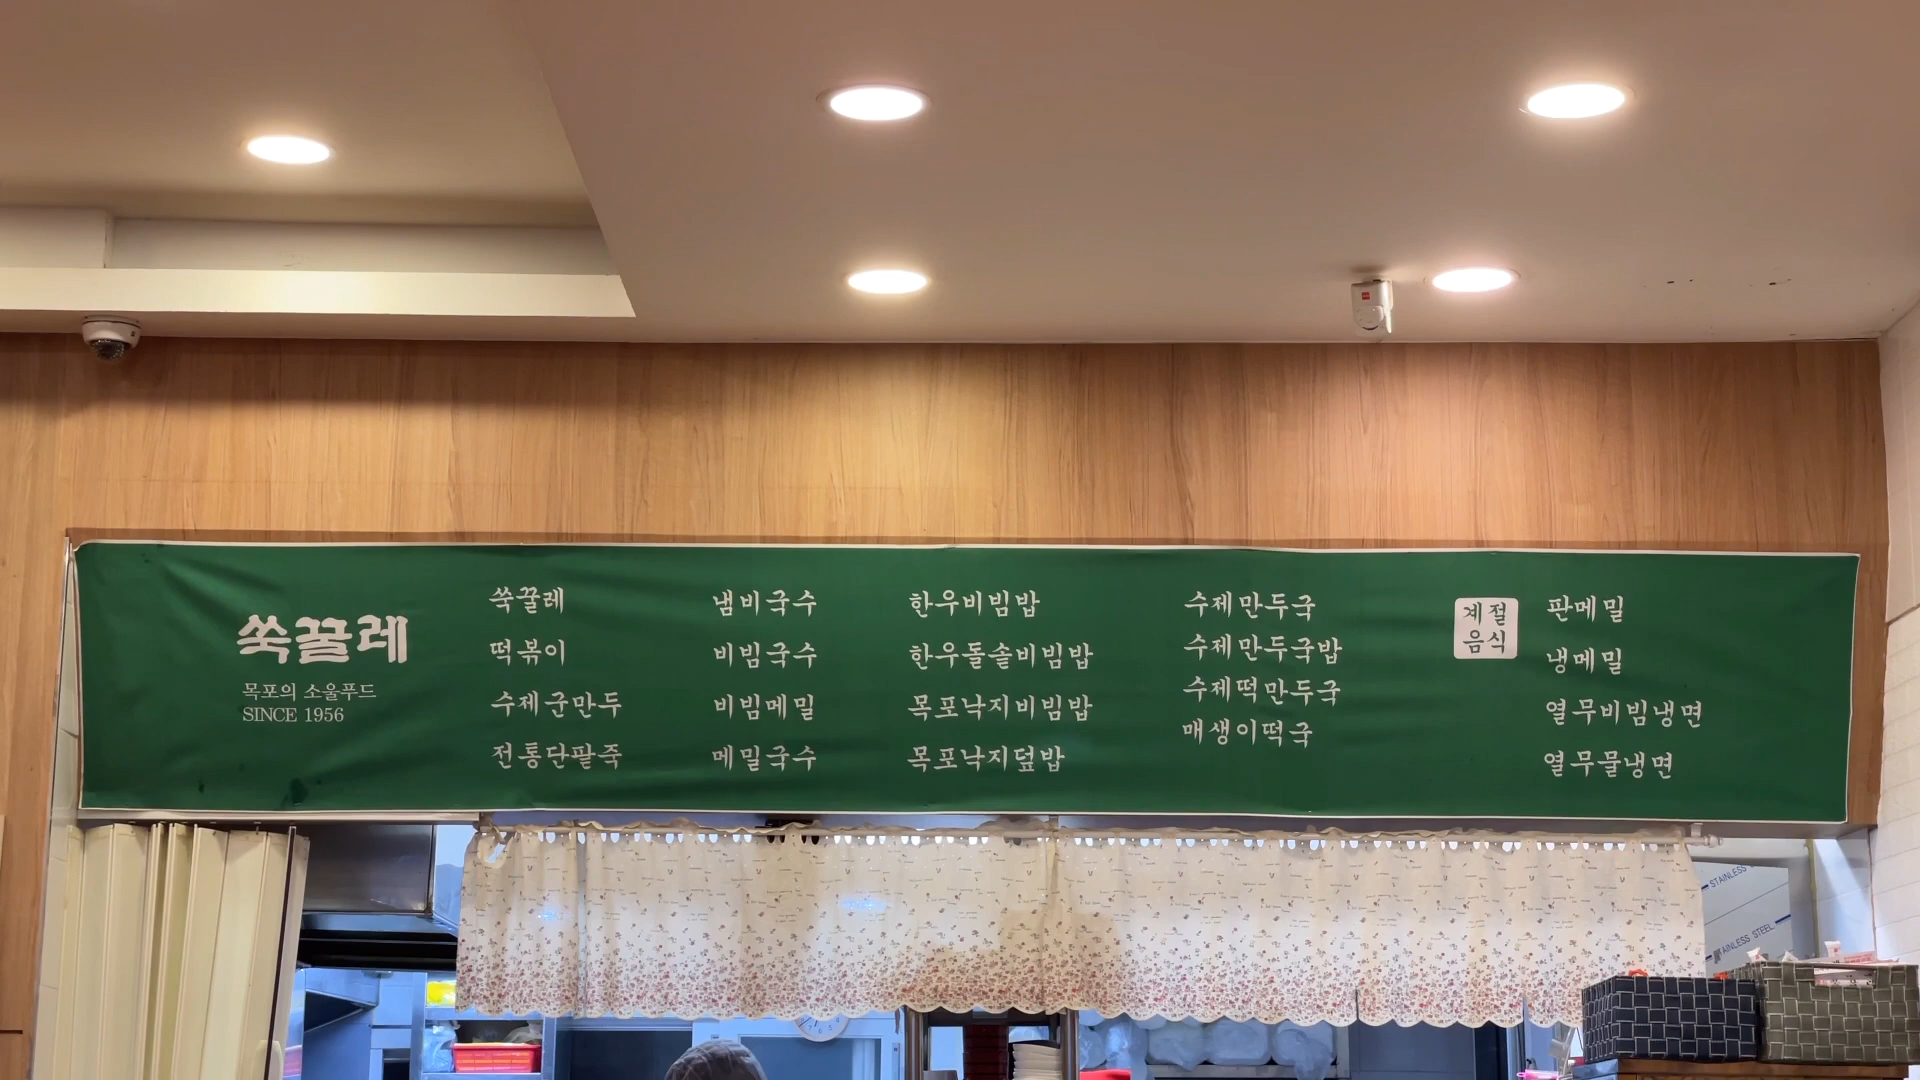 쑥꿀레
목포의 소울푸드
SINCE 1956
쑥꿀레
떡볶이
수제군만두
전통단팥죽
냄비국수
비빔국수
비빔메밀
메밀국수
한우비빔밥
한우돌솥비빔밥
목포낙지비빔밥
목포낙지덮밥
수제만두국
수제만두국밥
수제떡만두국
매생이떡국
계절
음식
판메밀
냉메밀
열무비빔냉면
열무물냉면
STAINLESS
STAINLESS STEEL